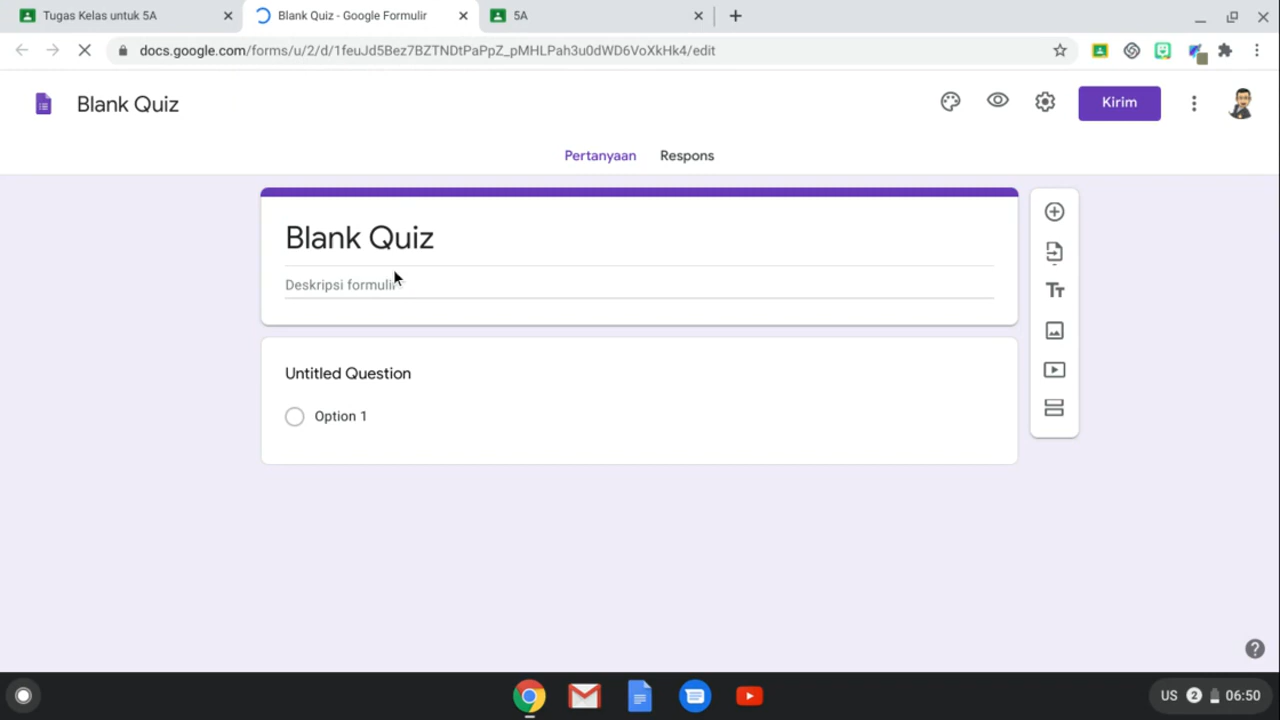 Tugas Kelas untuk 5A
Blank Quiz - Google Formulir
5A
docs.google.com/forms/u/2/d/1feuJd5Bez7BZTNDtPaPpZ_pMHLPah3u0dWD6VoXkHk4/edit
Blank Quiz
Kirim
Pertanyaan
Respons
Blank Quiz
Deskripsi formulir
Untitled Question
Option 1
US 2 06:50